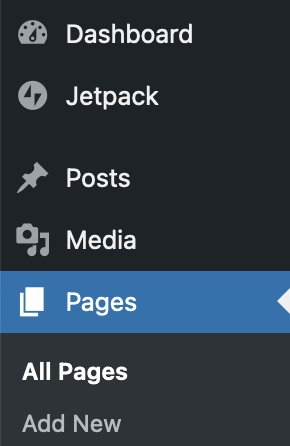 Dashboard
Jetpack
Posts
Media
Pages
All Pages
Add New